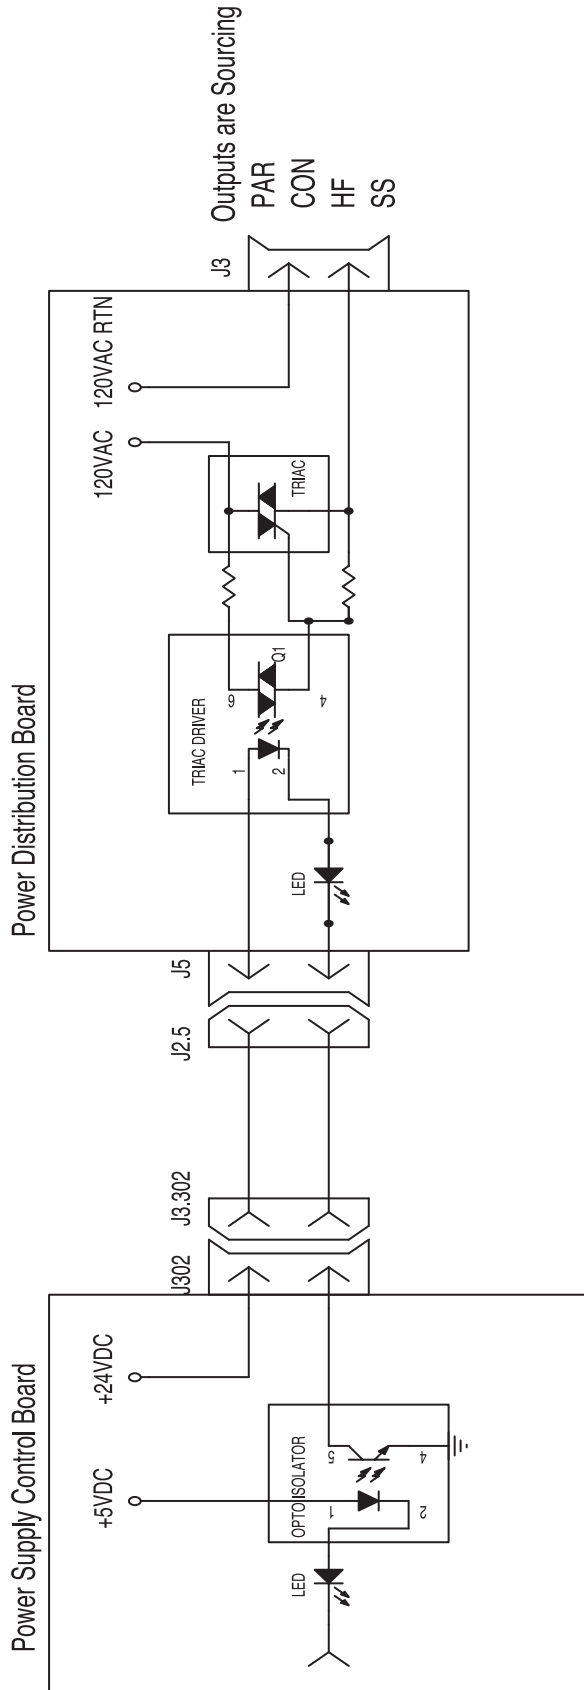 Power Supply Control Board
+5VDC
+24VDC
LED
OPTOISOLATOR
1
2
5
4
J302
J3.302
J2.5
J5
Power Distribution Board
LED
TRIAC DRIVER
1
2
6
4
Q1
TRIAC
120VAC
120VAC RTN
J3
Outputs are Sourcing
PAR
CON
HF
SS